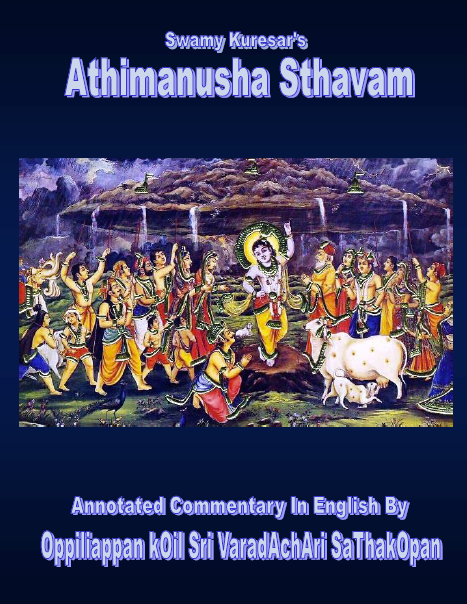 Swamy Kuresar's
Athimanusha Sthavam
Annotated Commentary In English By
Oppiliappan kOil Sri VaradAchAri SaThakOpan